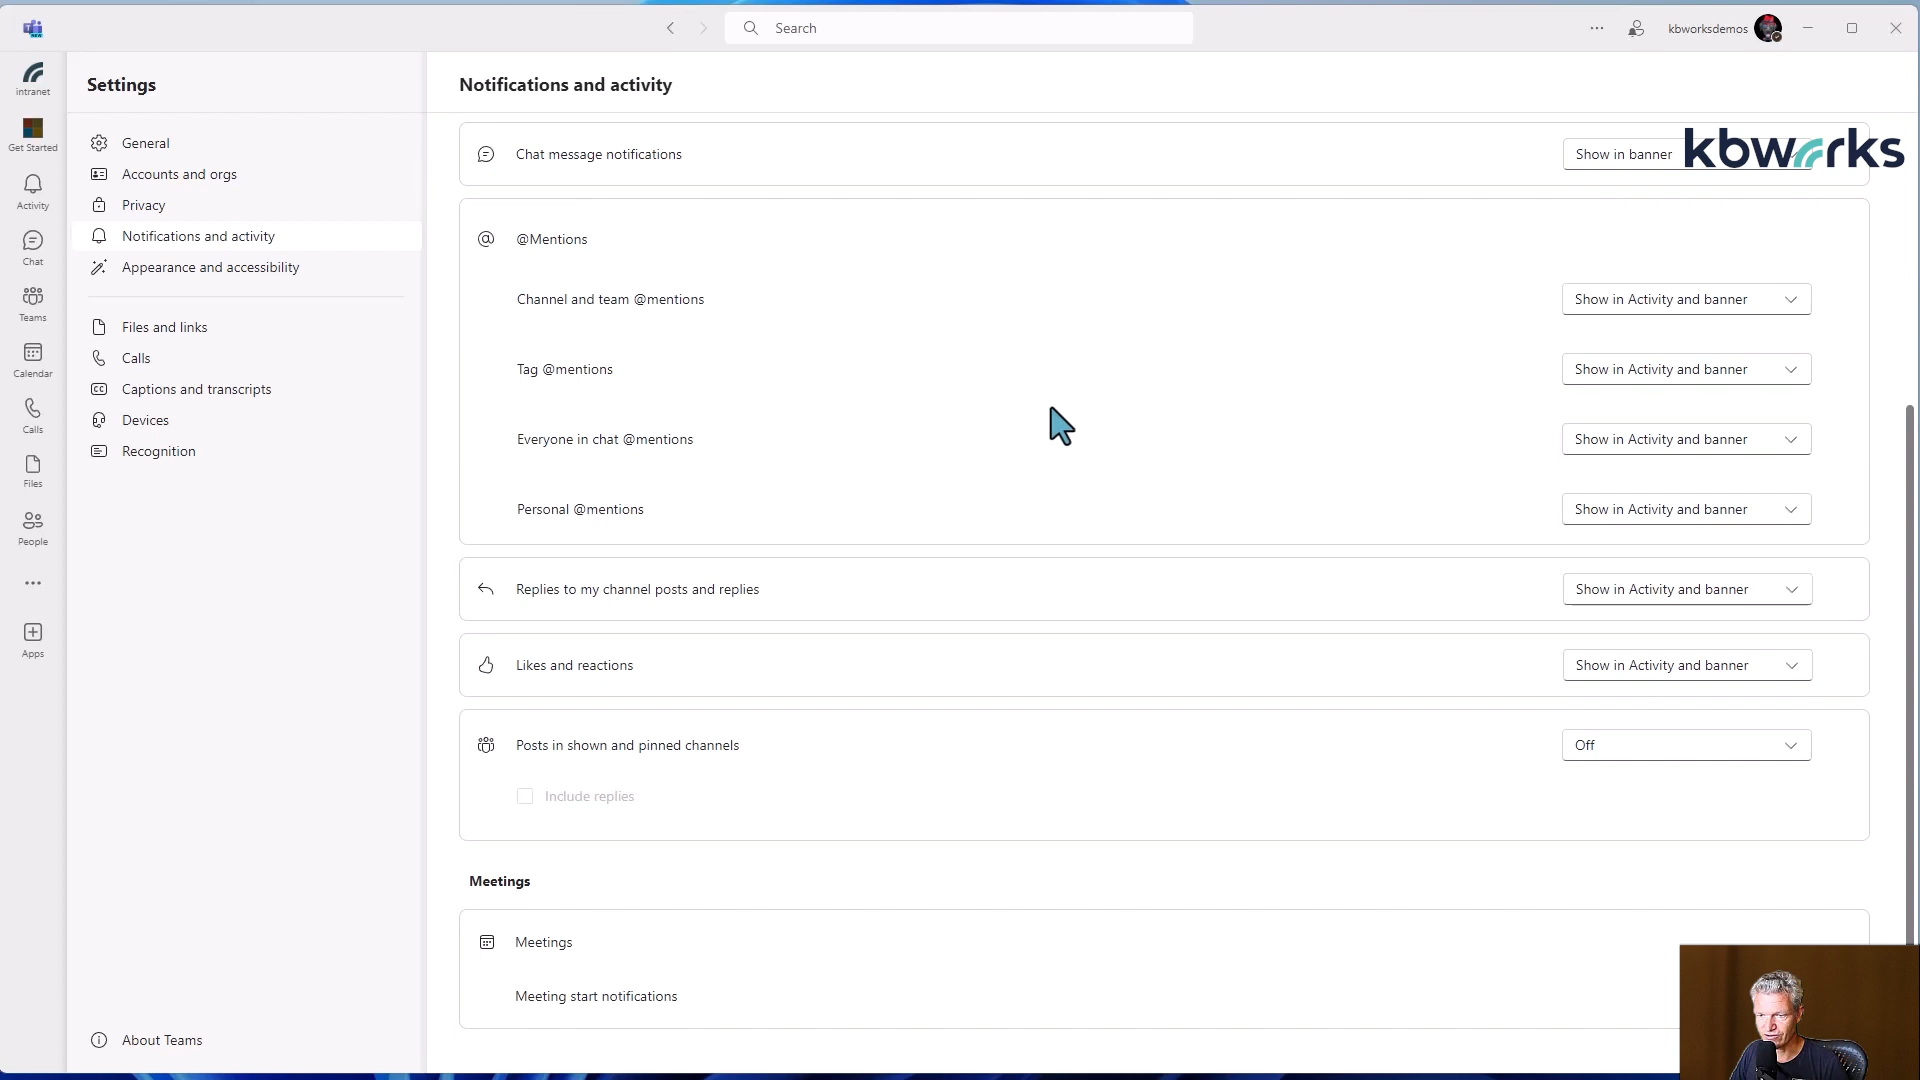 Search
kbworksdemos
NEW
intranet
Get Started
Activity
Chat
Teams
Calendar
Calls
Files
People
Apps
Settings
General
Accounts and orgs
Privacy
Notifications and activity
Appearance and accessibility
Files and links
Calls
Captions and transcripts
Devices
Recognition
About Teams
Notifications and activity
Chat message notifications
Show in banner
kbworks
@Mentions
Channel and team @mentions
Show in Activity and banner
Tag @mentions
Show in Activity and banner
Everyone in chat @mentions
Show in Activity and banner
Personal @mentions
Show in Activity and banner
Replies to my channel posts and replies
Show in Activity and banner
Likes and reactions
Show in Activity and banner
Posts in shown and pinned channels
Off
Include replies
Meetings
Meetings
Meeting start notifications